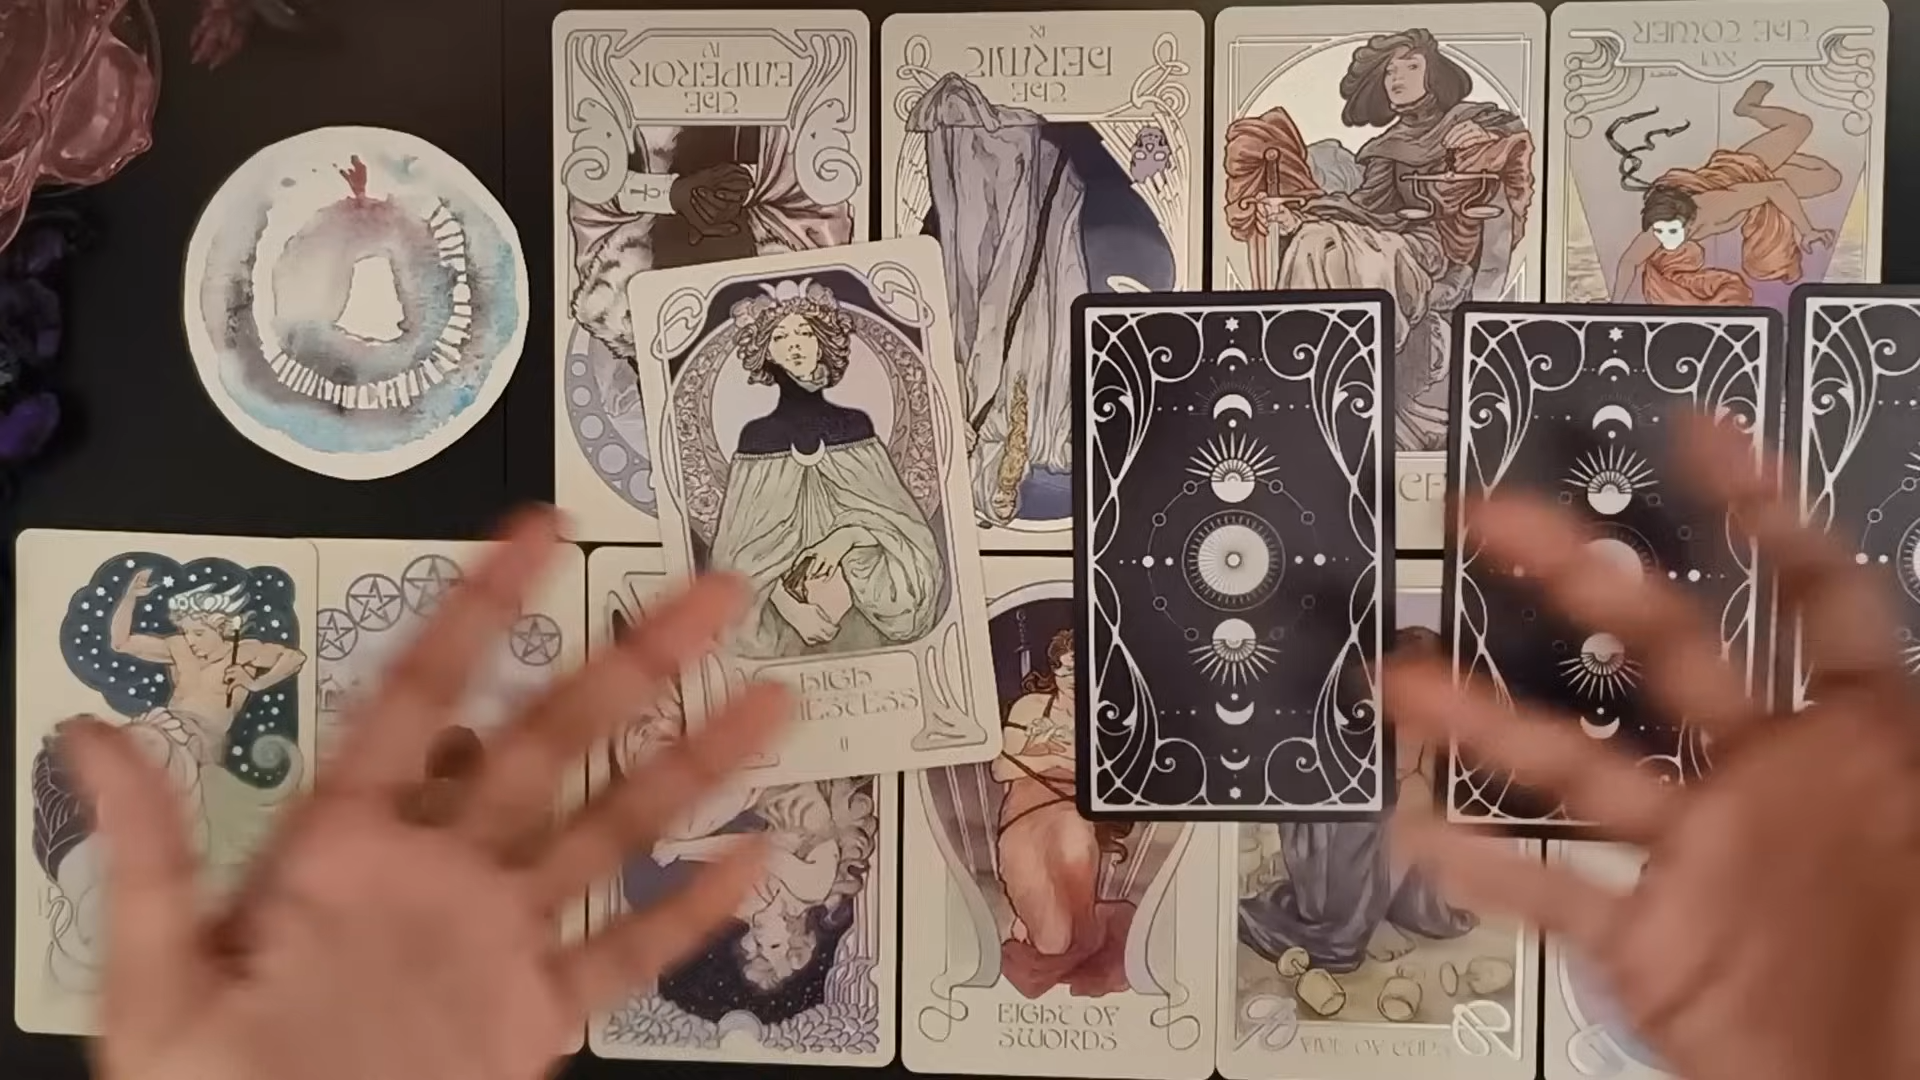 THE
EMPEROR
IV
THE
HERMIT
IX
THE TOWER
XVI
HIGH
II
EIGHT OF
SWORDS
FIVE OF CUPS